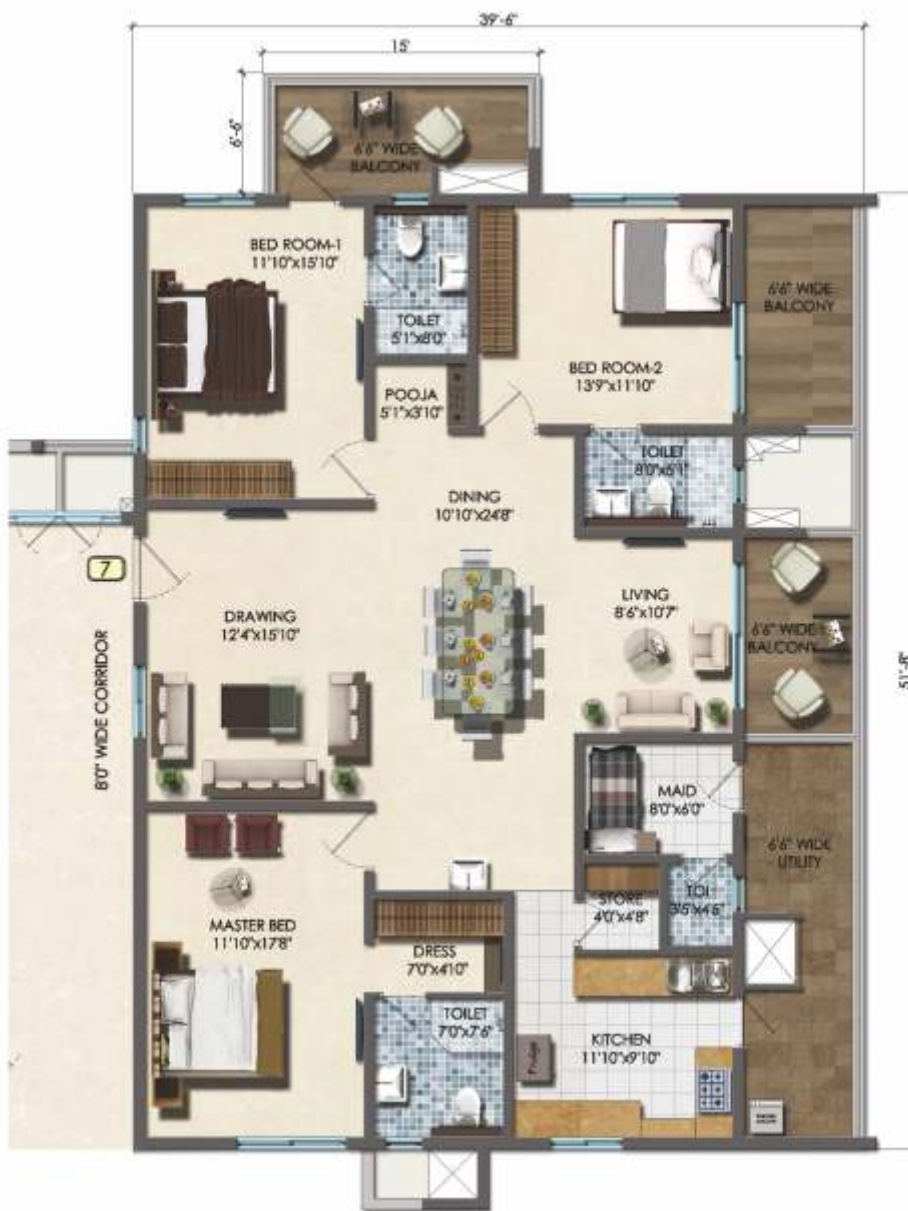 39'-6"
15'
6'-6"
6'6" WIDE
BALCONY
BED ROOM-1
11'10"x15'10"
TOILET
5'1"x8'0"
6'6" WIDE
BALCONY
BED ROOM-2
13'9"x11'10"
POOJA
5'1"x3'10"
TOILET
8'0"x5'1"
DINING
10'10"x24'8"
7
DRAWING
12'4"x15'10"
LIVING
8'6"x10'7"
6'6" WIDE
BALCONY
51'-8"
8'0" WIDE CORRIDOR
MAID
8'0"x6'0"
6'6" WIDE
UTILITY
STORE
4'0"x4'8"
TOI.
3'5"x4'6"
MASTER BED
11'10"x17'8"
DRESS
7'0"x4'10"
TOILET
7'0"x7'6"
KITCHEN
11'10"x9'10"
Fridge